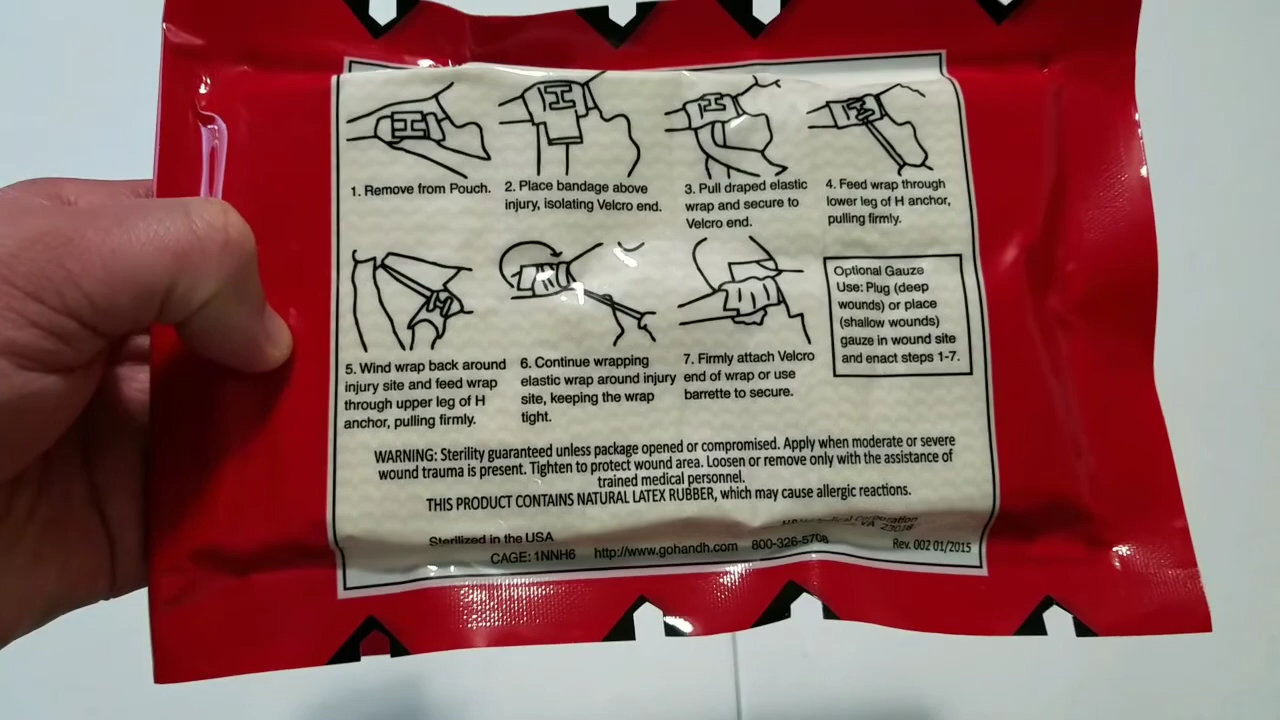 1. Remove from Pouch.
2. Place bandage above
injury, isolating Velcro end.
3. Pull draped elastic
wrap and secure to
Velcro end.
4. Feed wrap through
lower leg of H anchor,
pulling firmly.
5. Wind wrap back around
injury site and feed wrap
through upper leg of H
anchor, pulling firmly.
6. Continue wrapping
elastic wrap around injury
site, keeping the wrap
tight.
7. Firmly attach Velcro
end of wrap or use
barrette to secure.
Optional Gauze
Use: Plug (deep
wounds) or place
(shallow wounds)
gauze in wound site
and enact steps 1-7.
WARNING: Sterility guaranteed unless package opened or compromised. Apply when moderate or severe
wound trauma is present. Tighten to protect wound area. Loosen or remove only with the assistance of
trained medical personnel.
THIS PRODUCT CONTAINS NATURAL LATEX RUBBER, which may cause allergic reactions.
Sterilized in the USA
Corporation
VA 23018
CAGE: 1NNH6 http://www.gohandh.com 800-326-5708
Rev. 002 01/2015